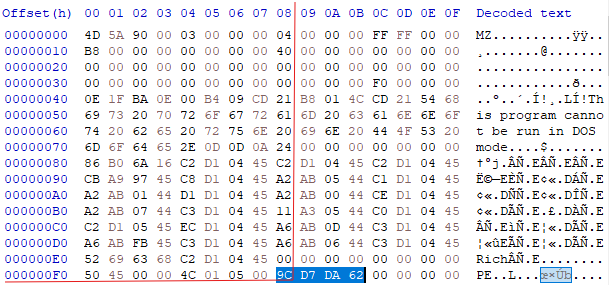 Offset(h) 00 01 02 03 04 05 06 07 08 09 0A 0B 0C 0D 0E 0F Decoded text
00000000 4D 5A 90 00 03 00 00 00 04 00 00 00 FF FF 00 00 MZ..........ÿÿ..
00000010 B8 00 00 00 00 00 00 00 40 00 00 00 00 00 00 00 ¸.......@.......
00000020 00 00 00 00 00 00 00 00 00 00 00 00 00 00 00 00 ................
00000030 00 00 00 00 00 00 00 00 00 00 00 00 F0 00 00 00 ............ð...
00000040 0E 1F BA 0E 00 B4 09 CD 21 B8 01 4C CD 21 54 68 ..º..´.Í!¸.LÍ!Th
00000050 69 73 20 70 72 6F 67 72 61 6D 20 63 61 6E 6E 6F is program canno
00000060 74 20 62 65 20 72 75 6E 20 69 6E 20 44 4F 53 20 t be run in DOS
00000070 6D 6F 64 65 2E 0D 0D 0A 24 00 00 00 00 00 00 00 mode....$.......
00000080 86 B0 6A 16 C2 D1 04 45 C2 D1 04 45 C2 D1 04 45 †°j.ÂÑ.EÂÑ.EÂÑ.E
00000090 CB A9 97 45 C8 D1 04 45 A2 AB 05 44 C1 D1 04 45 Ë©—EÈÑ.E¢«.DÁÑ.E
000000A0 A2 AB 01 44 D1 D1 04 45 A2 AB 00 44 CE D1 04 45 ¢«.DÑÑ.E¢«.DÎÑ.E
000000B0 A2 AB 07 44 C3 D1 04 45 11 A3 05 44 C0 D1 04 45 ¢«.DÃÑ.E.£.DÀÑ.E
000000C0 C2 D1 05 45 EC D1 04 45 A6 AB 0D 44 C3 D1 04 45 ÂÑ.EìÑ.E¦«.DÃÑ.E
000000D0 A6 AB FB 45 C3 D1 04 45 A6 AB 06 44 C3 D1 04 45 ¦«ûEÃÑ.E¦«.DÃÑ.E
000000E0 52 69 63 68 C2 D1 04 45 00 00 00 00 00 00 00 00 RichÂÑ.E........
000000F0 50 45 00 00 4C 01 05 00 9C D7 DA 62 00 00 00 00 PE..L...œ×Úb....